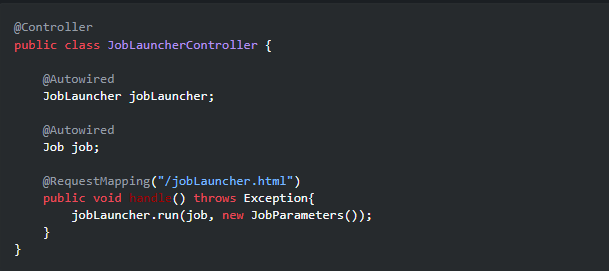 @Controller
public class JobLauncherController {
@Autowired
JobLauncher jobLauncher;
@Autowired
Job job;
@RequestMapping("/jobLauncher.html")
public void handle() throws Exception{
jobLauncher.run(job, new JobParameters());
}
}